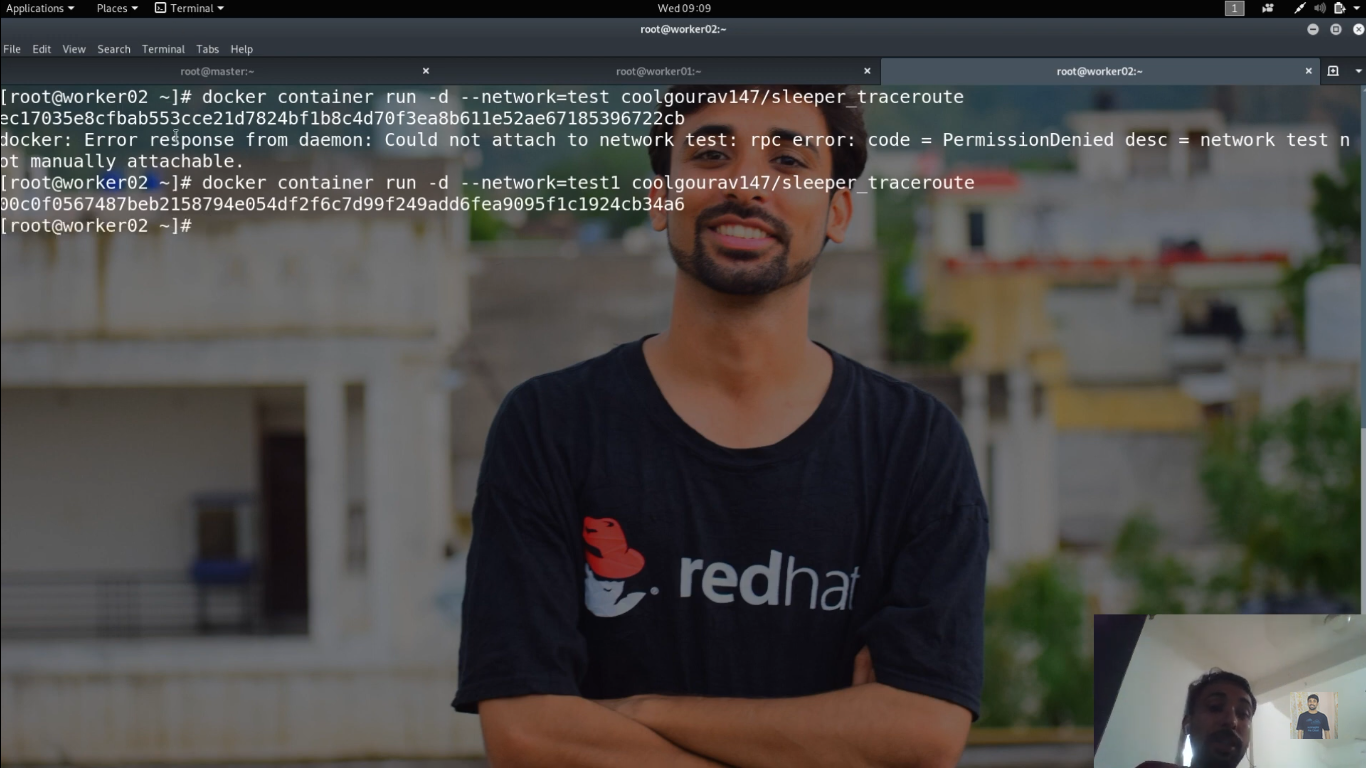 Applications Places Terminal Wed 09:09 1
root@worker02:~
File Edit View Search Terminal Tabs Help
root@master:~ × root@worker01:~ × root@worker02:~ ×
[root@worker02 ~]# docker container run -d --network=test coolgourav147/sleeper_traceroute
ec17035e8cfbab553cce21d7824bf1b8c4d70f3ea8b611e52ae67185396722cb
docker: Error response from daemon: Could not attach to network test: rpc error: code = PermissionDenied desc = network test n
ot manually attachable.
[root@worker02 ~]# docker container run -d --network=test1 coolgourav147/sleeper_traceroute
00c0f0567487beb2158794e054df2f6c7d99f249add6fea9095f1c1924cb34a6
[root@worker02 ~]#
redhat